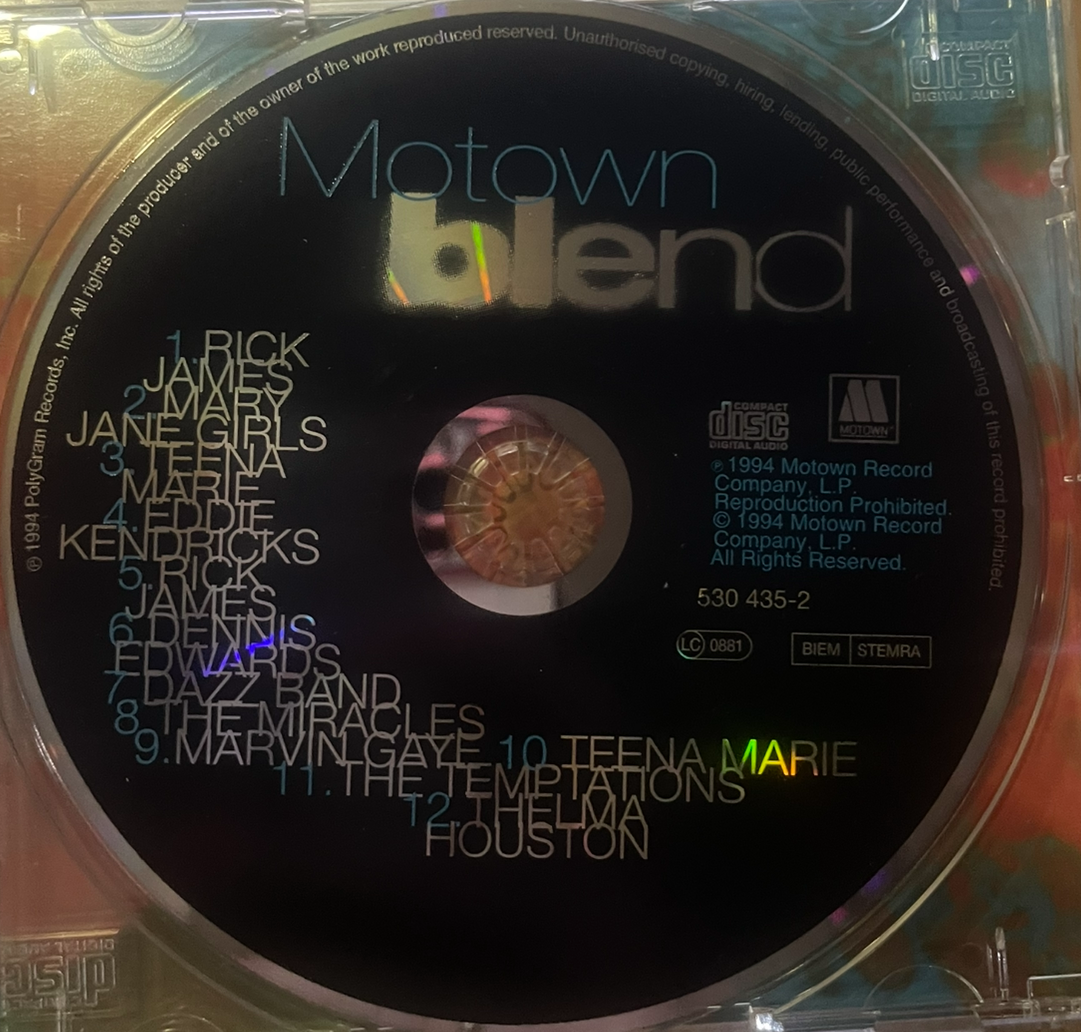 ℗ 1994 PolyGram Records, Inc. All rights of the producer and of the owner of the work reproduced reserved. Unauthorised copying, hiring, lending, public performance and broadcasting of this record prohibited.
COMPACT
disc
DIGITAL AUDIO
Motown
blend
1. RICK
JAMES
2. MARY
JANE GIRLS
3. TEENA
MARIE
4. EDDIE
KENDRICKS
5. RICK
JAMES
6. DENNIS
EDWARDS
7. DAZZ BAND
8. THE MIRACLES
9. MARVIN GAYE 10. TEENA MARIE
11. THE TEMPTATIONS
12. THELMA
HOUSTON
COMPACT
disc
DIGITAL AUDIO
M
MOTOWN
℗ 1994 Motown Record
Company, L.P.
Reproduction Prohibited.
© 1994 Motown Record
Company, L.P.
All Rights Reserved.
530 435-2
LC 0881
BIEM STEMRA
disc
DIGITAL AUDIO